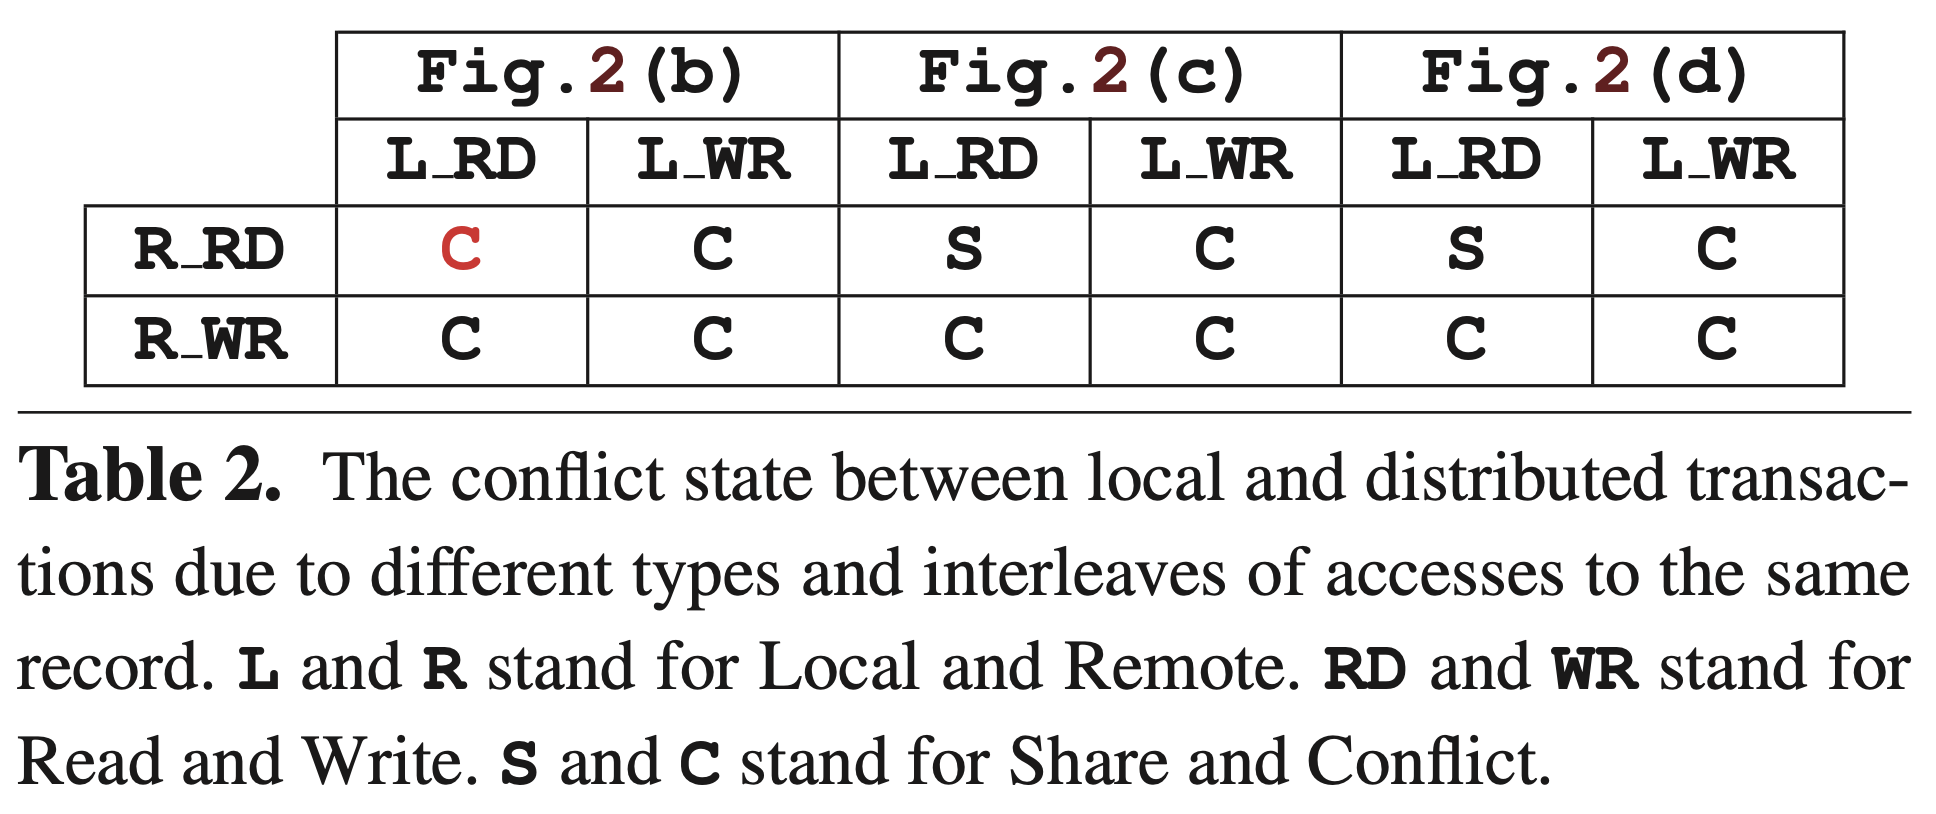 Fig.2(b) Fig.2(c) Fig.2(d)
L_RD L_WR L_RD L_WR L_RD L_WR
R_RD C C S C S C
R_WR C C C C C C
Table 2. The conflict state between local and distributed transac-
tions due to different types and interleaves of accesses to the same
record. L and R stand for Local and Remote. RD and WR stand for
Read and Write. S and C stand for Share and Conflict.